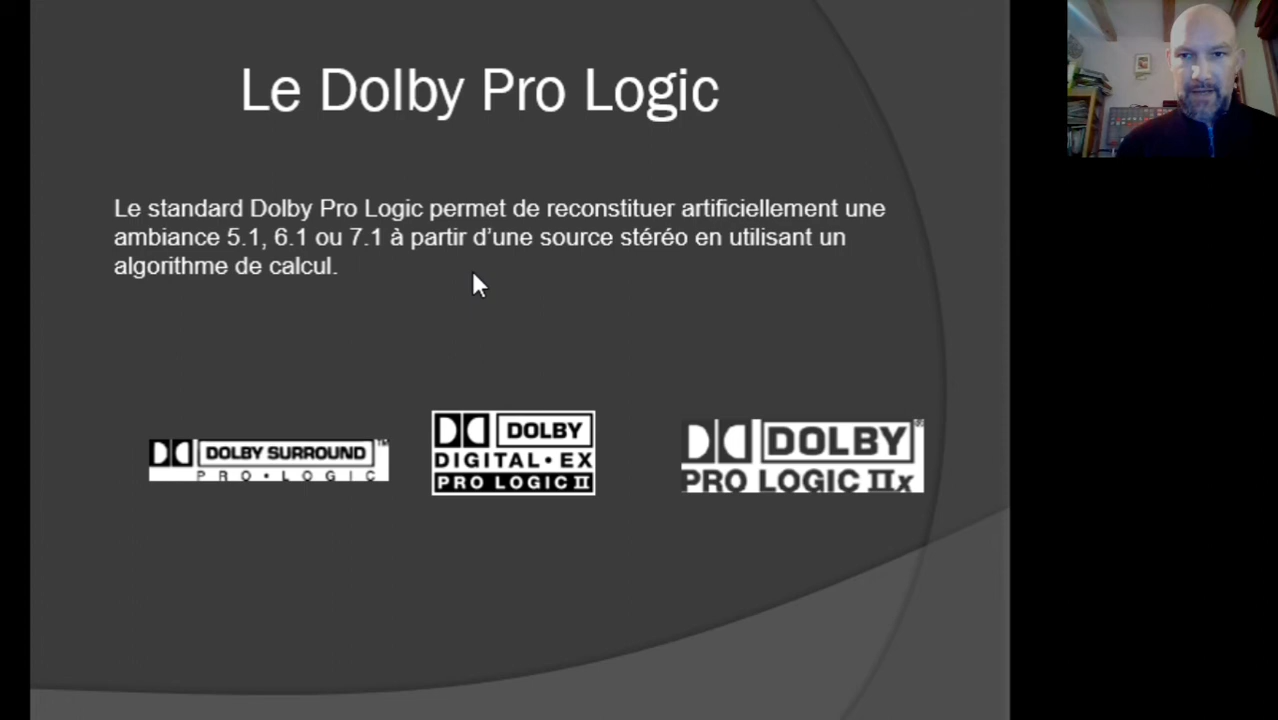 Le Dolby Pro Logic
Le standard Dolby Pro Logic permet de reconstituer artificiellement une
ambiance 5.1, 6.1 ou 7.1 à partir d’une source stéréo en utilisant un
algorithme de calcul.
DOLBY SURROUND™
PRO•LOGIC
DOLBY
DIGITAL•EX
PRO LOGIC II
DOLBY®
PRO LOGIC IIx